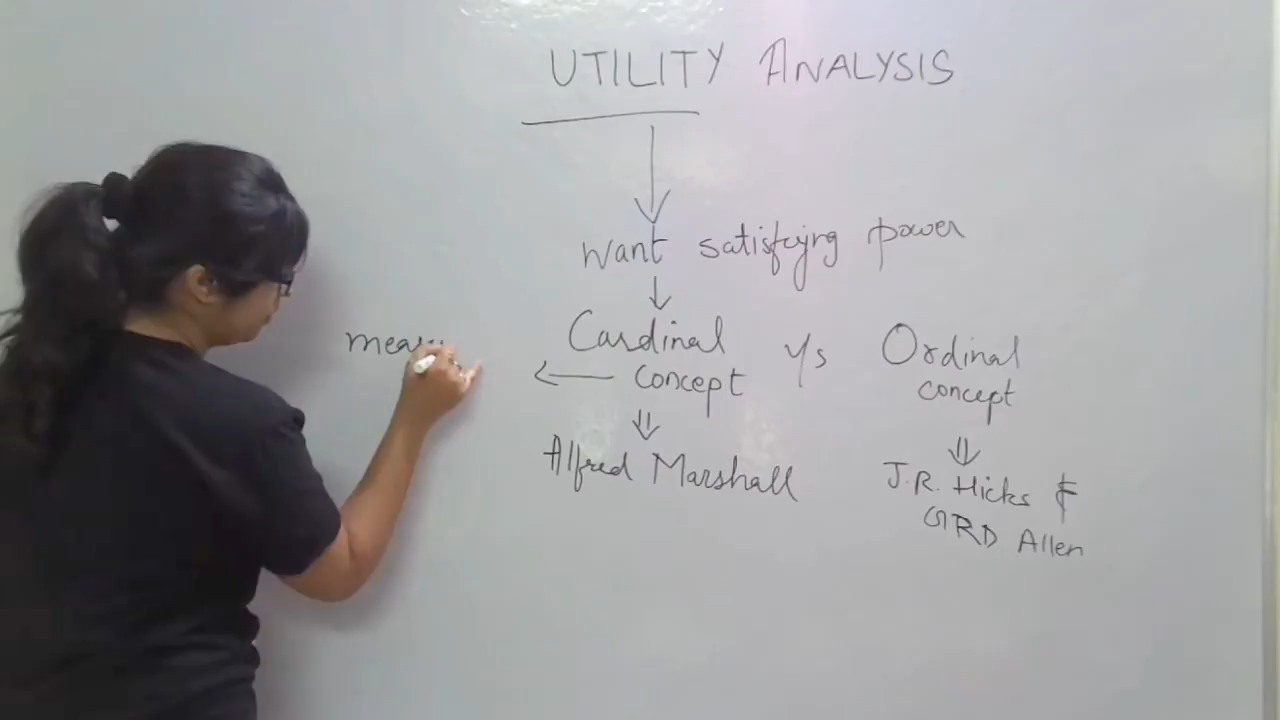 UTILITY ANALYSIS
Want satisfying power
Cardinal concept
Vs
Ordinal concept
Alfred Marshall
J.R. Hicks &
GRD Allen